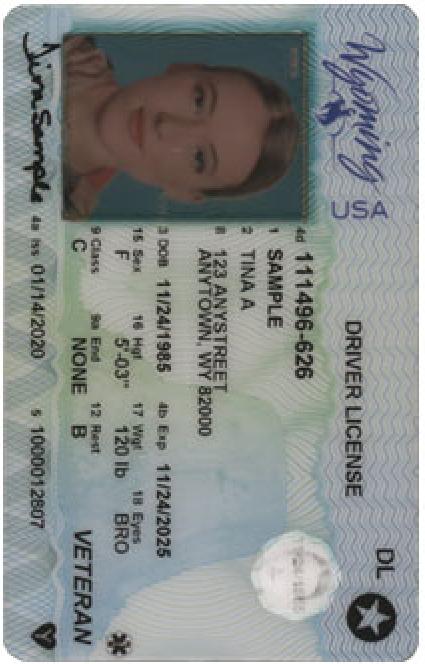 Wyoming
USA
DRIVER LICENSE
DL
4d 111496-626
1 SAMPLE
2 TINA A
8 123 ANYSTREET
ANYTOWN, WY 82000
3 DOB 11/24/1985 4b Exp 11/24/2025
15 Sex 16 Hgt 17 Wgt 18 Eyes
F 5'-03" 120 lb BRO
9 Class 9a End 12 Rest
C NONE B
VETERAN
4a Iss 01/14/2020 5 1000012807
Tina Sample